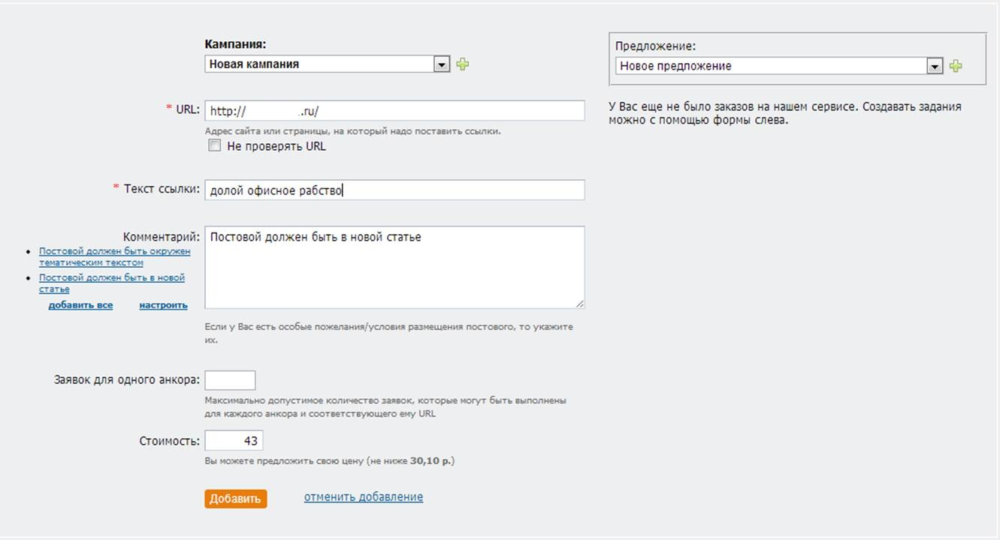 Кампания:
Новая кампания
* URL:
http:// .ru/
Адрес сайта или страницы, на который надо поставить ссылки.
Не проверять URL
* Текст ссылки:
долой офисное рабство
Комментарий:
Постовой должен быть в новой статье
• Постовой должен быть окружен
тематическим текстом
• Постовой должен быть в новой
статье
добавить все настроить
Если у Вас есть особые пожелания/условия размещения постового, то укажите
их.
Заявок для одного анкора:
Максимально допустимое количество заявок, которые могут быть выполнены
для каждого анкора и соответствующего ему URL
Стоимость:
43
Вы можете предложить свою цену (не ниже 30,10 р.)
Добавить
отменить добавление
Предложение:
Новое предложение
У Вас еще не было заказов на нашем сервисе. Создавать задания
можно с помощью формы слева.